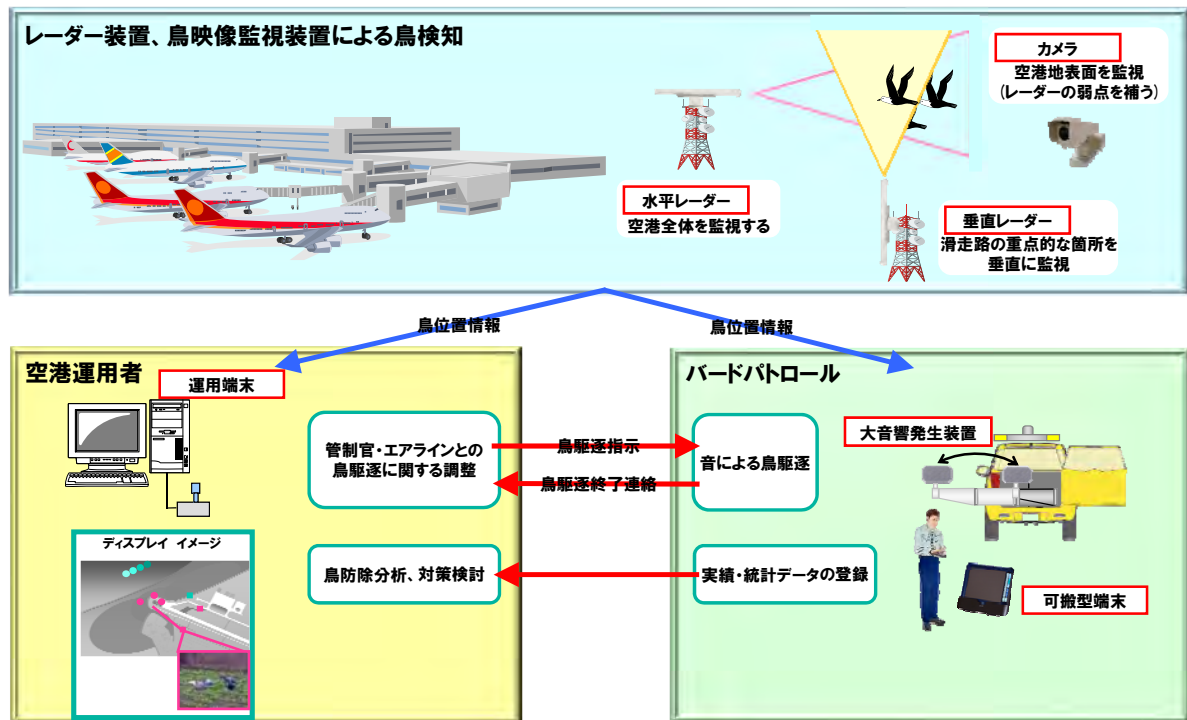 レーダー装置、鳥映像監視装置による鳥検知
カメラ
空港地表面を監視
(レーダーの弱点を補う)
水平レーダー
空港全体を監視する
垂直レーダー
滑走路の重点的な箇所を
垂直に監視
鳥位置情報
鳥位置情報
空港運用者
運用端末
管制官・エアラインとの
鳥駆逐に関する調整
ディスプレイ イメージ
鳥防除分析、対策検討
鳥駆逐指示
鳥駆逐終了連絡
バードパトロール
大音響発生装置
音による鳥駆逐
実績・統計データの登録
可搬型端末